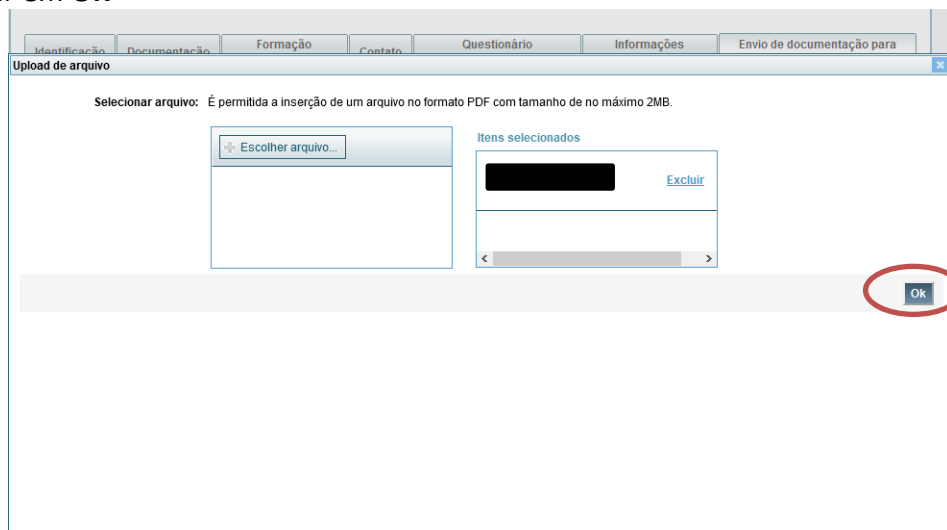 Identificação Documentação Formação Contato Questionário Informações Envio de documentação para
Upload de arquivo
Selecionar arquivo: É permitida a inserção de um arquivo no formato PDF com tamanho de no máximo 2MB.
Escolher arquivo...
Itens selecionados
Excluir
Ok